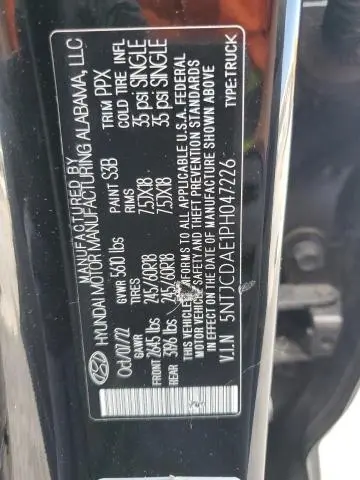 MANUFACTURED BY
HYUNDAI MOTOR MANUFACTURING ALABAMA, LLC
Oct/07/22 GVWR 5600 lbs PAINT S3B TRIM PPX
GAWR TIRES RIMS COLD TIRE INFL
FRONT 2645 lbs 245/60R18 7.5JX18 35 psi SINGLE
REAR 3196 lbs 245/60R18 7.5JX18 35 psi SINGLE
THIS VEHICLE CONFORMS TO ALL APPLICABLE U.S.A. FEDERAL
MOTOR VEHICLE SAFETY AND THEFT PREVENTION STANDARDS
IN EFFECT ON THE DATE OF MANUFACTURE SHOWN ABOVE
V.I.N 5NTJCDAE1PH047226 TYPE:TRUCK